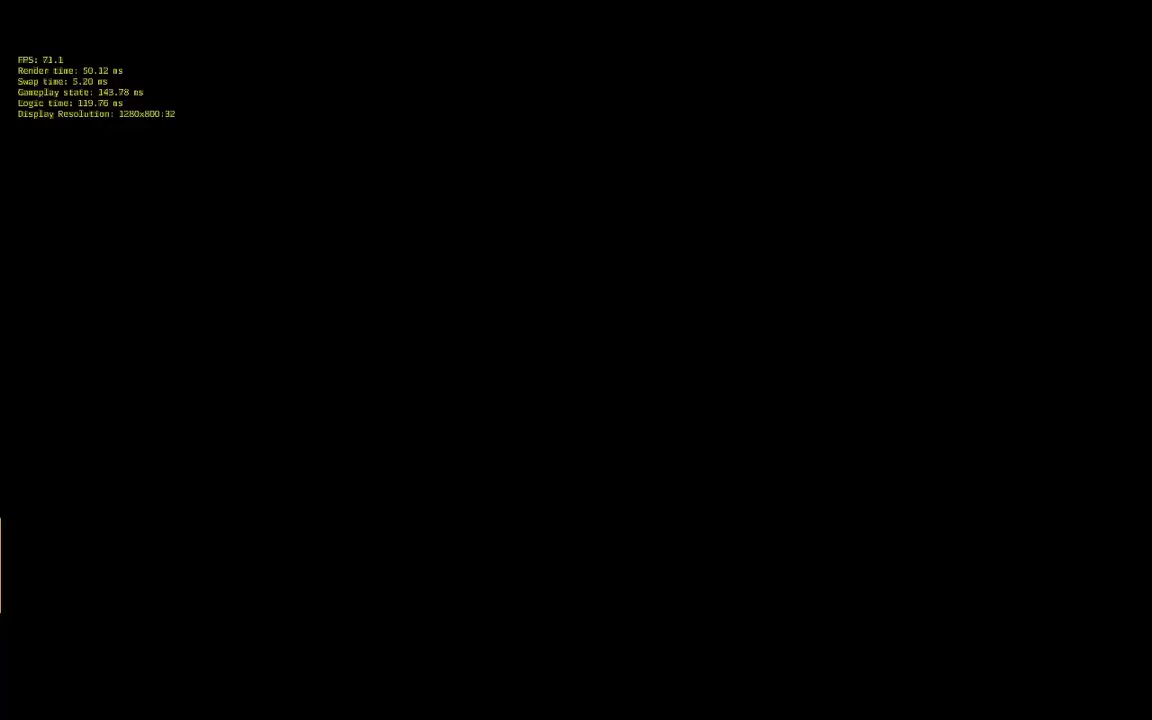 FPS: 71.1
Render time: 50.12 ms
Swap time: 5.20 ms
Gameplay state: 143.78 ms
Logic time: 119.76 ms
Display Resolution: 1280x800:32